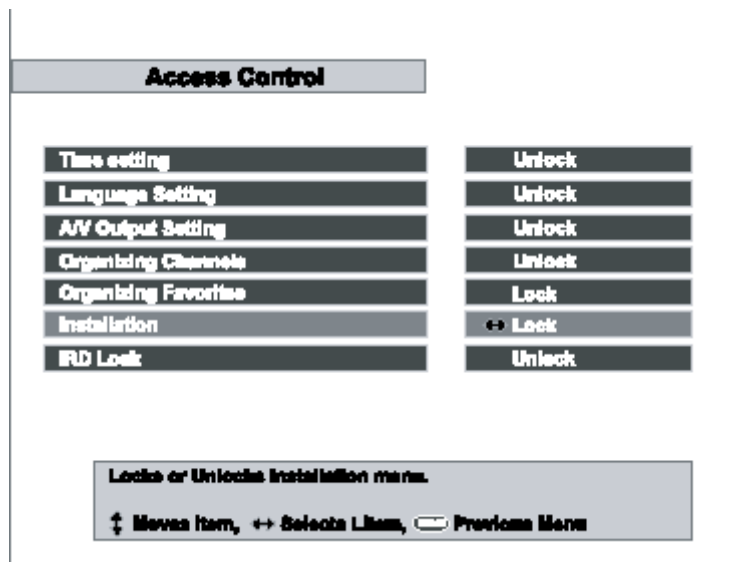 Access Control
Time setting Unlock
Language Setting Unlock
A/V Output Setting Unlock
Organizing Channels Unlock
Organizing Favorites Lock
Installation ↔ Lock
IRD Lock Unlock
Locks or Unlocks Installation menu.
↕ Moves Item, ↔ Selects Litem, Previous Menu